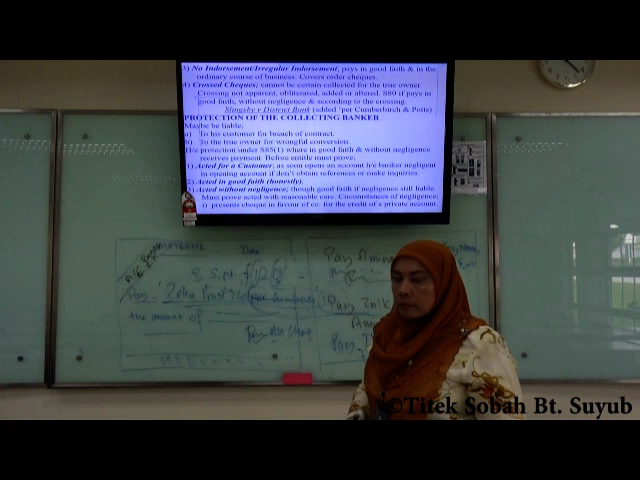 3) No Indorsement/Irregular Indorsement; pays in good faith & in the
ordinary course of business. Covers order cheques.
4) Crossed Cheques; cannot be certain collected for the true owner.
Crossing not apparent, obliterated, added or altered. S80 if pays in
good faith, without negligence & according to the crossing.
Slingsby v District Bank (added 'per Cumberbirch & Potts)
PROTECTION OF THE COLLECTING BANKER
Maybe be liable;
a) To his customer for breach of contract.
b) To the true owner for wrongful conversion.
H/e protection under S85(1) where in good faith & without negligence
receives payment. Before entitle must prove;
1) Acted for a Customer; as soon opens an account h/e banker negligent
in opening account if don't obtain references or make inquiries.
2) Acted in good faith (honestly).
3) Acted without negligence; though good faith if negligence still liable.
Must prove acted with reasonable care. Circumstances of negligence;
i) presents cheque in favour of co. for the credit of a private account
A/C Payee
MAYBANK
Date
Pay
the amount of
Pay
Pay
Pay
©Titek Sobah Bt. Suyub